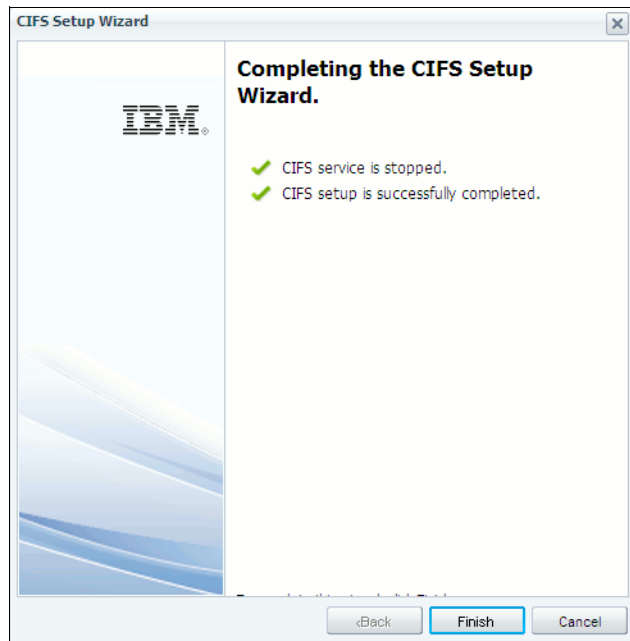 CIFS Setup Wizard
IBM®
Completing the CIFS Setup
Wizard.
CIFS service is stopped.
CIFS setup is successfully completed.
<Back
Finish
Cancel